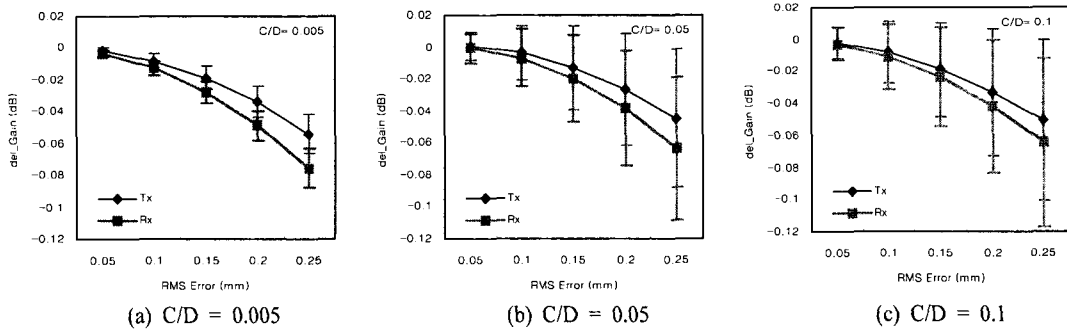 0.02
0
-0.02
-0.04
-0.06
-0.08
-0.1
-0.12
del_Gain (dB)
C/D= 0.005
Tx
Rx
0.05 0.1 0.15 0.2 0.25
RMS Error (mm)
(a) C/D = 0.005
0.02
0
-0.02
-0.04
-0.06
-0.08
-0.1
-0.12
del_Gain (dB)
C/D= 0.05
Tx
Rx
0.05 0.1 0.15 0.2 0.25
RMS Error (mm)
(b) C/D = 0.05
0.02
0
-0.02
-0.04
-0.06
-0.08
-0.1
-0.12
del_Gain (dB)
C/D= 0.1
Tx
Rx
0.05 0.1 0.15 0.2 0.25
RMS Error (mm)
(c) C/D = 0.1